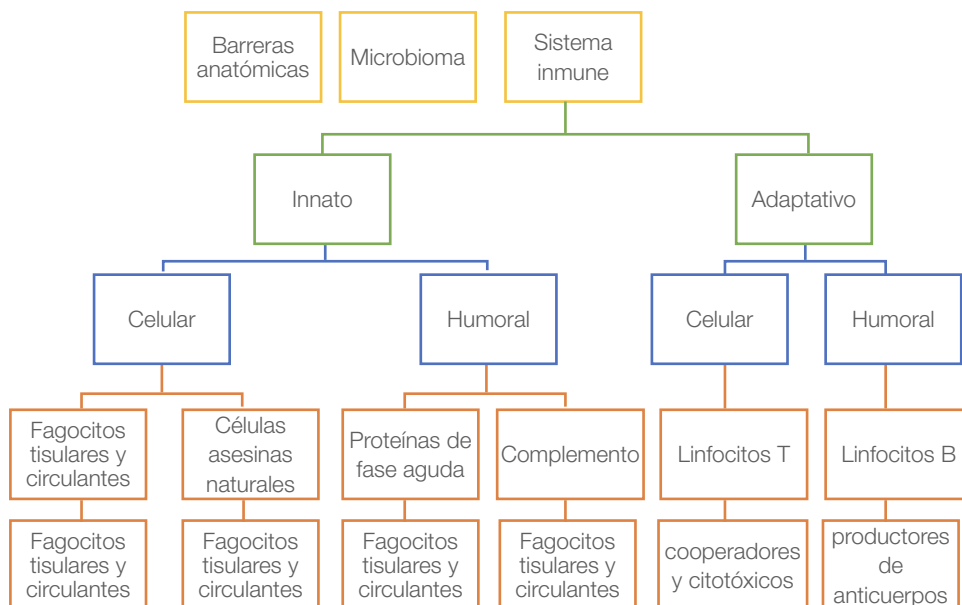 Barreras
anatómicas
Microbioma
Sistema
inmune
Innato
Adaptativo
Celular
Humoral
Celular
Humoral
Fagocitos
tisulares y
circulantes
Células
asesinas
naturales
Proteínas de
fase aguda
Complemento
Linfocitos T
Linfocitos B
Fagocitos
tisulares y
circulantes
Fagocitos
tisulares y
circulantes
Fagocitos
tisulares y
circulantes
Fagocitos
tisulares y
circulantes
cooperadores
y citotóxicos
productores
de
anticuerpos